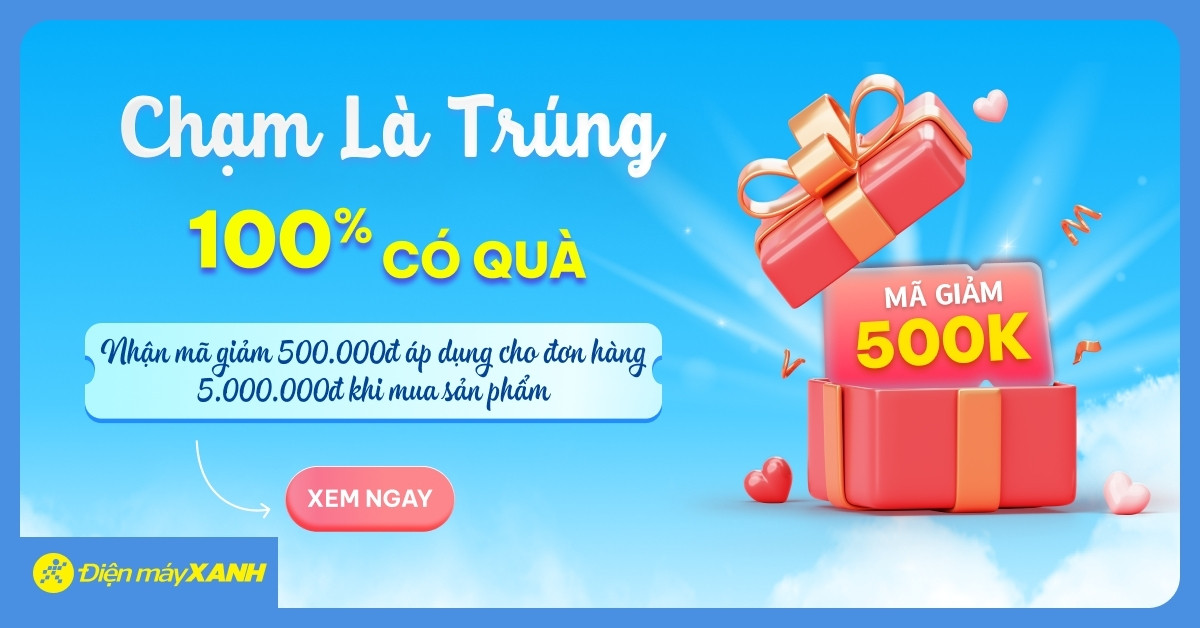 Chạm Là Trúng
100% CÓ QUÀ
Nhận mã giảm 500.000đ áp dụng cho đơn hàng
5.000.000đ khi mua sản phẩm
XEM NGAY
MÃ GIẢM
500K
Điện máyXANH